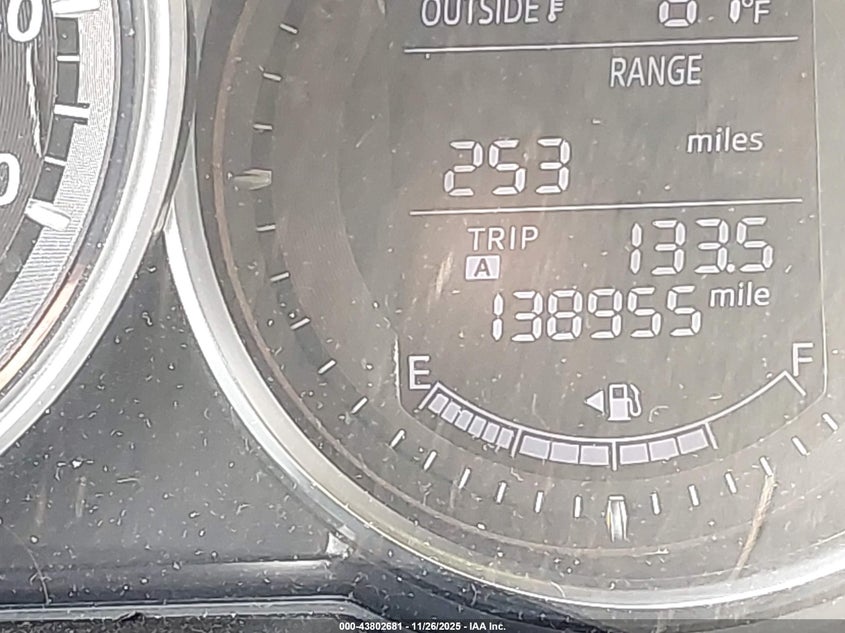 OUTSIDE °F
RANGE
253 miles
TRIP A 133.5
138955 mile
E F
000-43802681 - 11/26/2025 - IAA Inc.